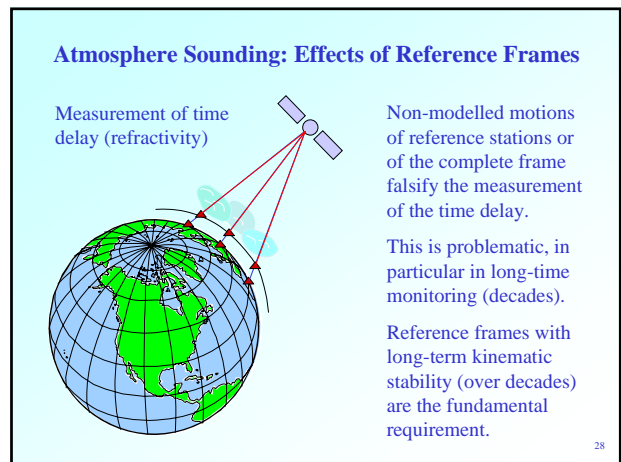 Atmosphere Sounding: Effects of Reference Frames
Measurement of time
delay (refractivity)
Non-modelled motions
of reference stations or
of the complete frame
falsify the measurement
of the time delay.
This is problematic, in
particular in long-time
monitoring (decades).
Reference frames with
long-term kinematic
stability (over decades)
are the fundamental
requirement.
28